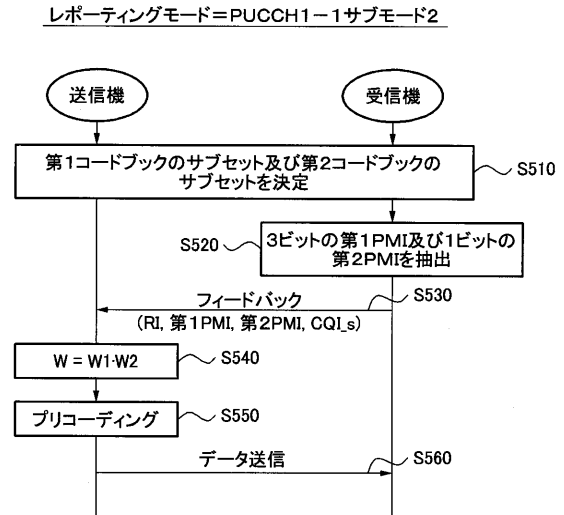 レポーティングモード=PUCCH1-1サブモード2
送信機
受信機
第1コードブックのサブセット及び第2コードブックの
サブセットを決定
S510
S520
3ビットの第1PMI及び1ビットの
第2PMIを抽出
フィードバック
S530
(RI, 第1PMI, 第2PMI, CQI_s)
W = W1·W2
S540
プリコーディング
S550
データ送信
S560